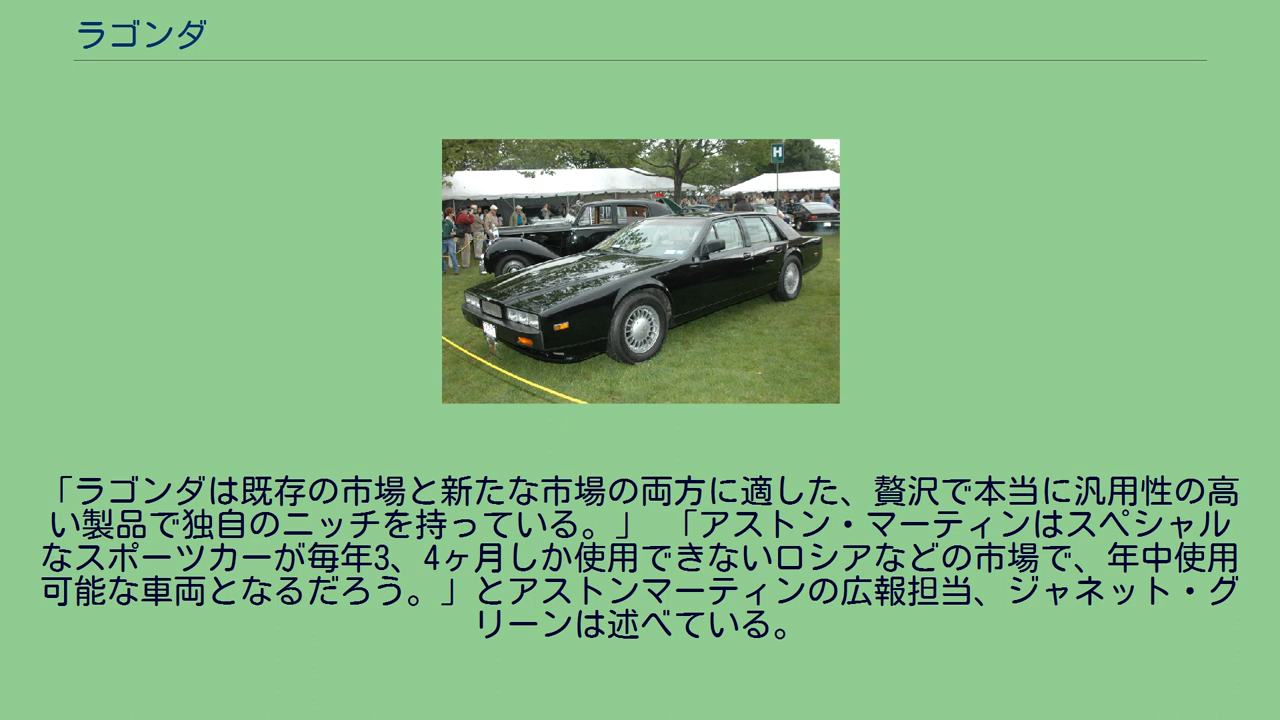 ラゴンダ
H
「ラゴンダは既存の市場と新たな市場の両方に適した、贅沢で本当に汎用性の高
い製品で独自のニッチを持っている。」 「アストン・マーティンはスペシャル
なスポーツカーが毎年3、4ヶ月しか使用できないロシアなどの市場で、年中使用
可能な車両となるだろう。」とアストンマーティンの広報担当、ジャネット・グ
リーンは述べている。